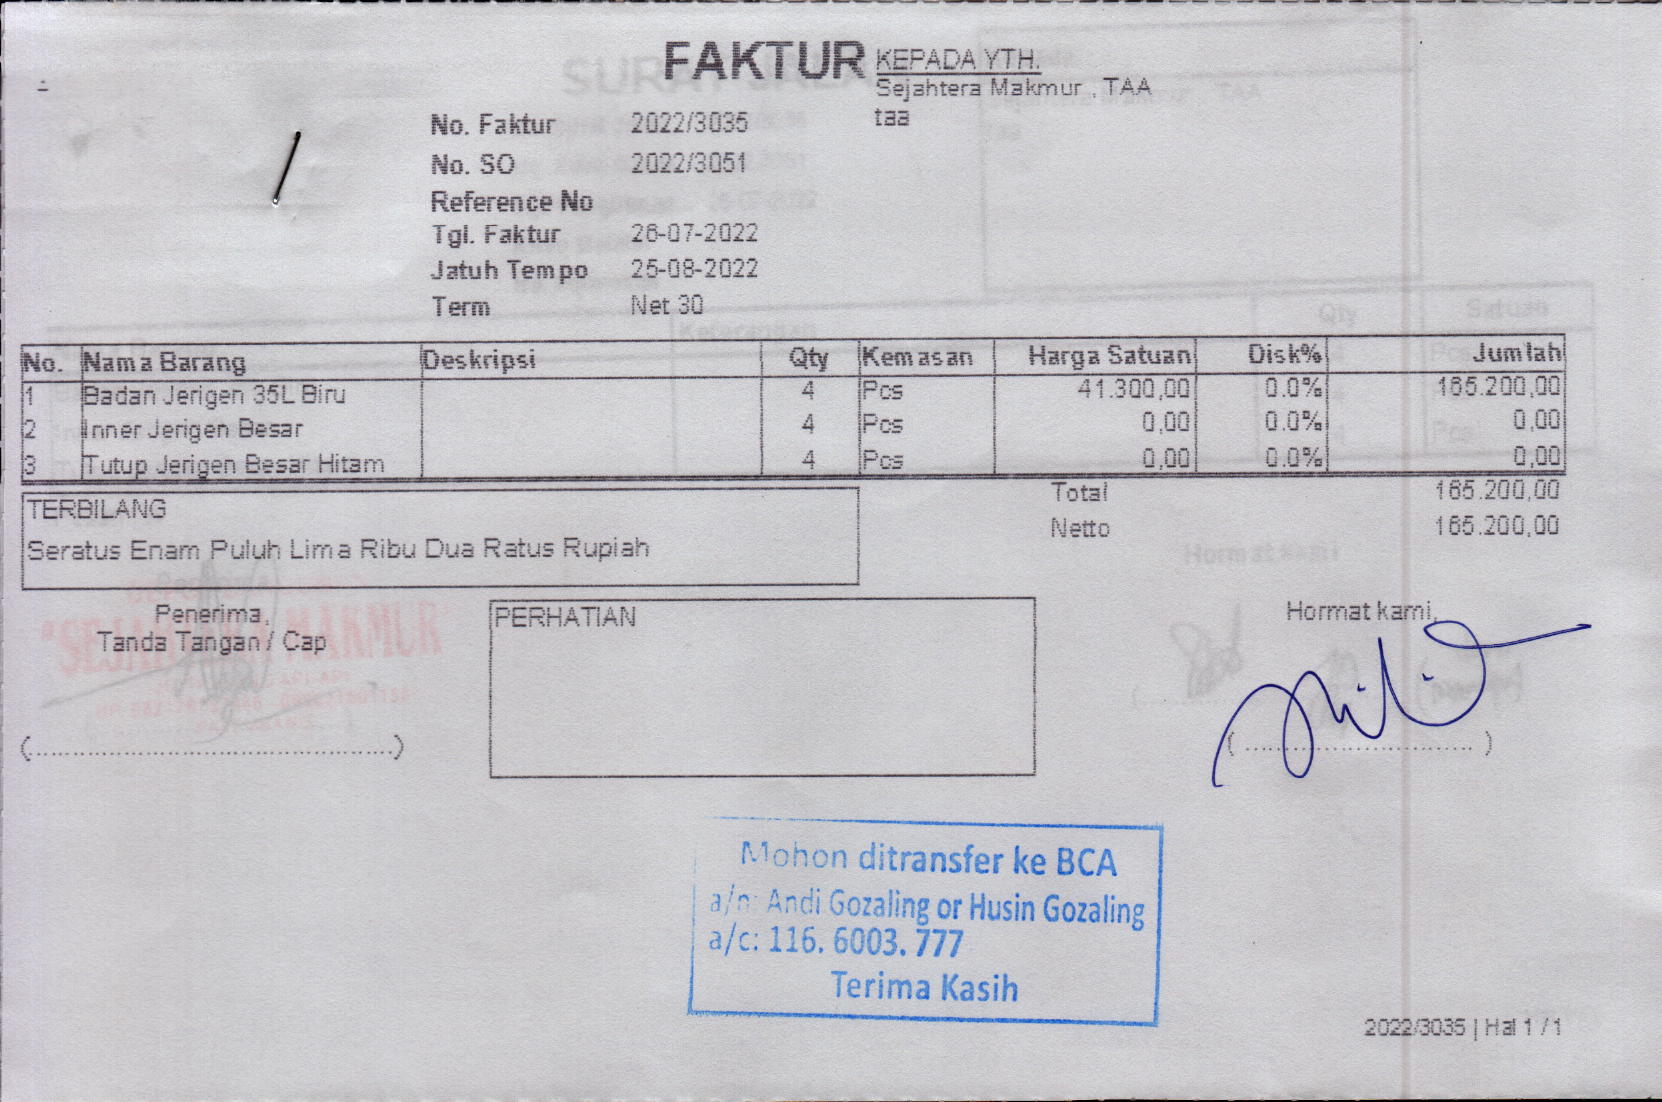 FAKTUR
KEPADA YTH.
Sejahtera Makmur , TAA
taa
No. Faktur 2022/3035
No. SO 2022/3051
Reference No
Tgl. Faktur 26-07-2022
Jatuh Tempo 25-08-2022
Term Net 30
No. Nama Barang Deskripsi Qty Kemasan Harga Satuan Disk% Jumlah
1 Badan Jerigen 35L Biru 4 Pcs 41.300,00 0.0% 165.200,00
2 Inner Jerigen Besar 4 Pcs 0,00 0.0% 0,00
3 Tutup Jerigen Besar Hitam 4 Pcs 0,00 0.0% 0,00
Total 165.200,00
Netto 165.200,00
TERBILANG
Seratus Enam Puluh Lima Ribu Dua Ratus Rupiah
Penerima,
Tanda Tangan / Cap
SEJAHTERA MAKMUR
(..............................................)
PERHATIAN
Hormat kami,
( .............................. )
Mohon ditransfer ke BCA
a/n: Andi Gozaling or Husin Gozaling
a/c: 116. 6003. 777
Terima Kasih
2022/3035 | Hal 1 / 1